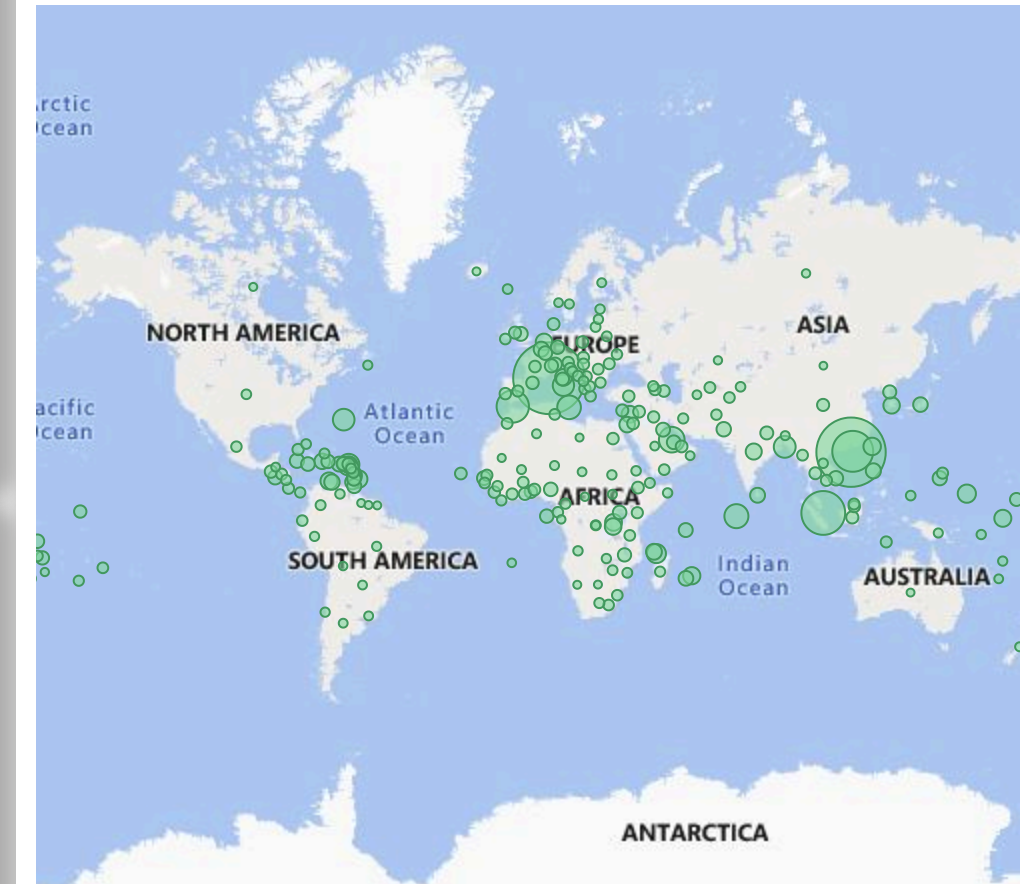 rctic
cean
NORTH AMERICA
EUROPE
ASIA
acific
cean
Atlantic
Ocean
AFRICA
SOUTH AMERICA
Indian
Ocean
AUSTRALIA
ANTARCTICA